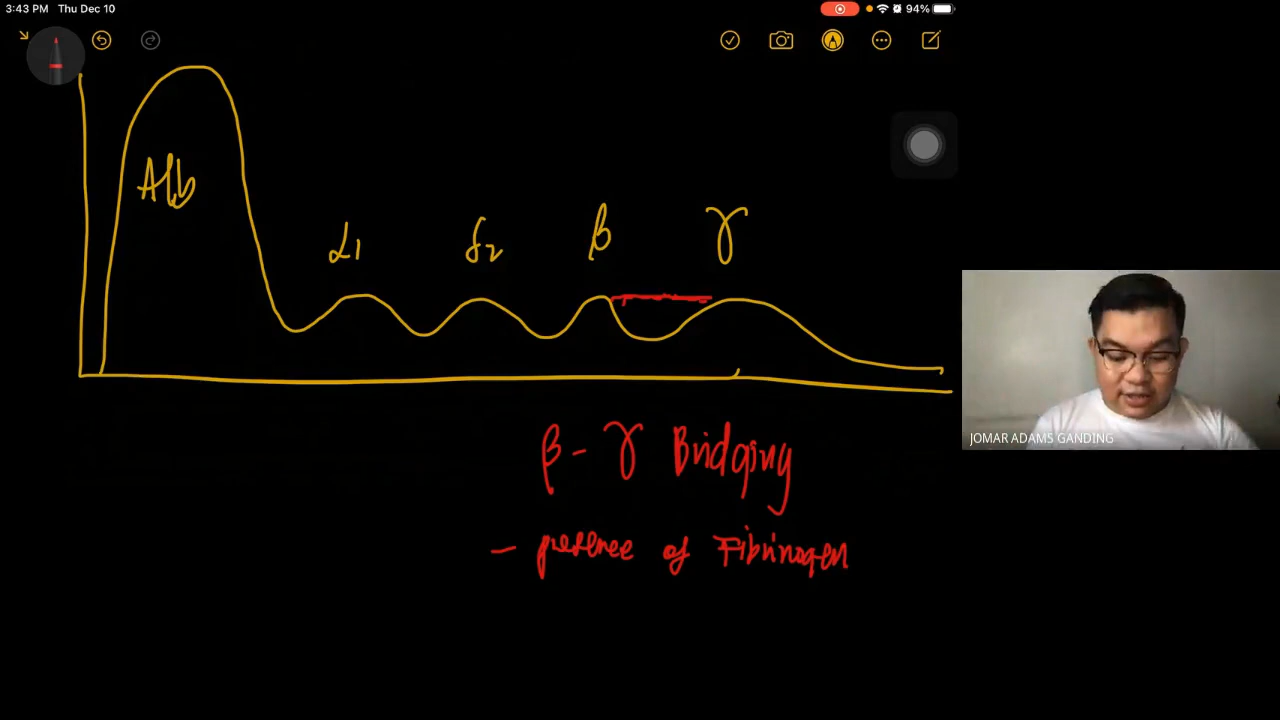 3:43 PM Thu Dec 10
94%
Alb
α1
α2
β
γ
β - γ Bridging
- presence of Fibrinogen
JOMAR ADAMS GANDING